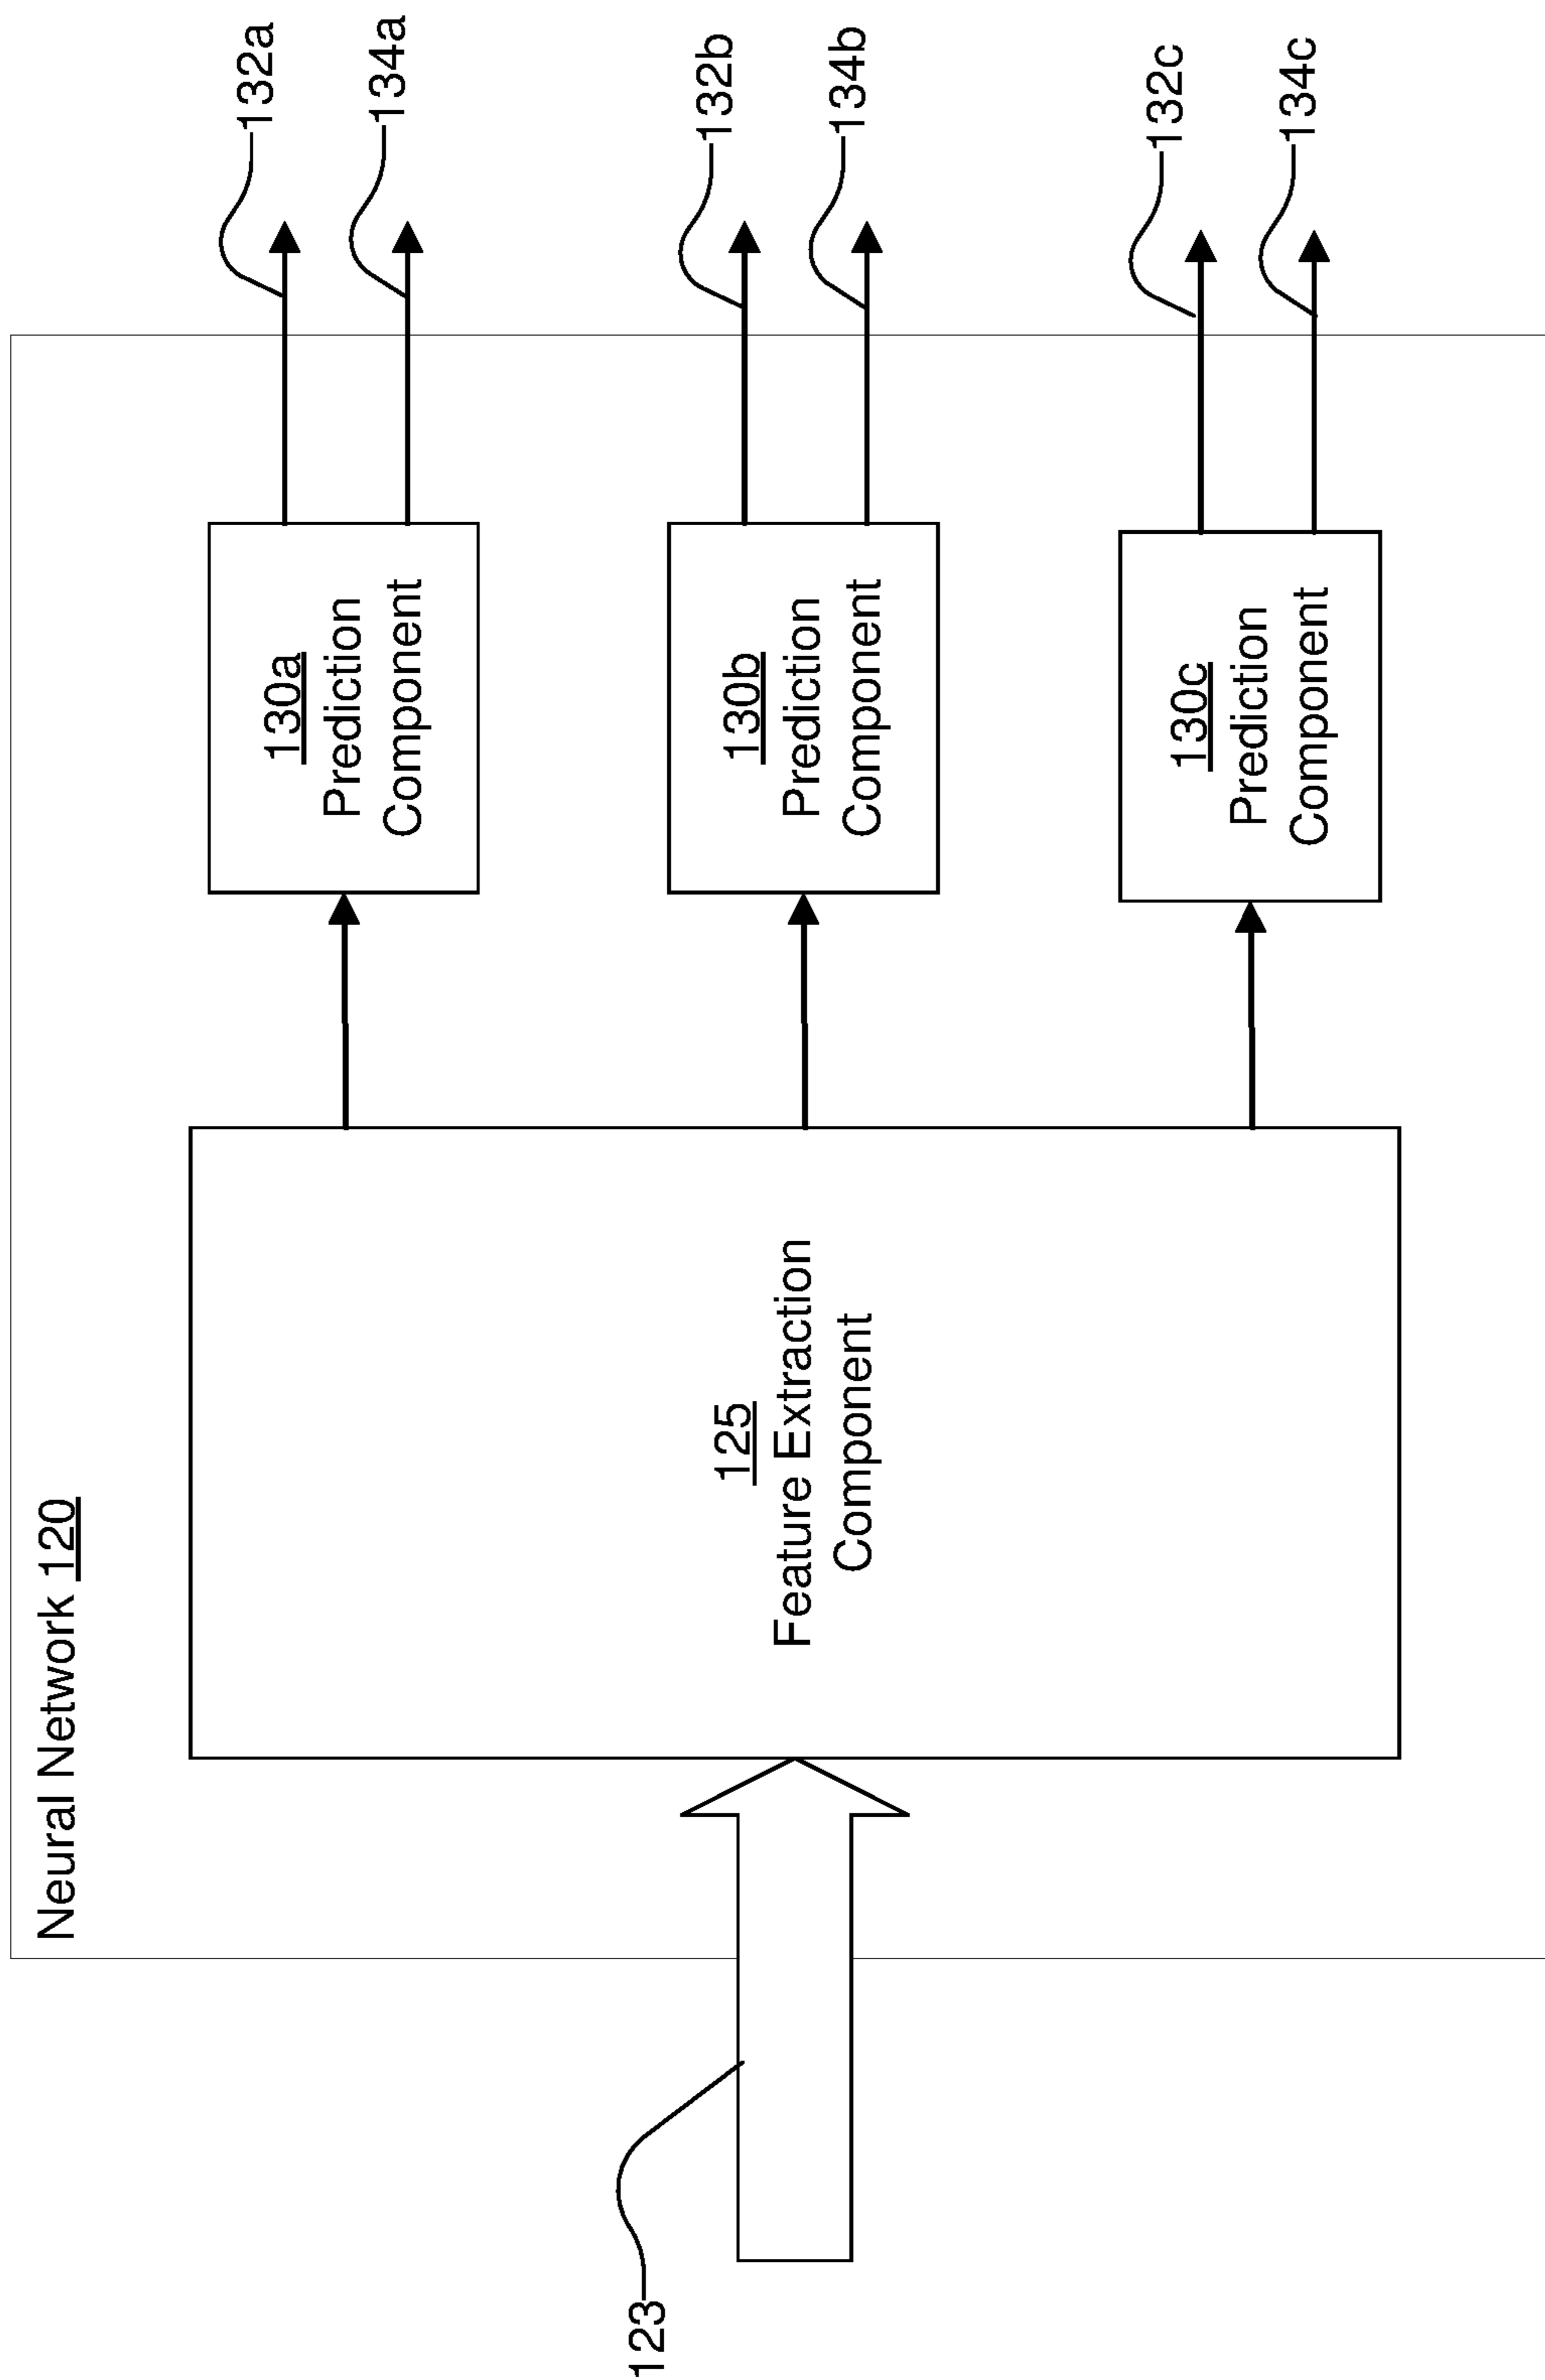 Neural Network 120
123
125
Feature Extraction
Component
130a
Prediction
Component
132a
134a
130b
Prediction
Component
132b
134b
130c
Prediction
Component
132c
134c